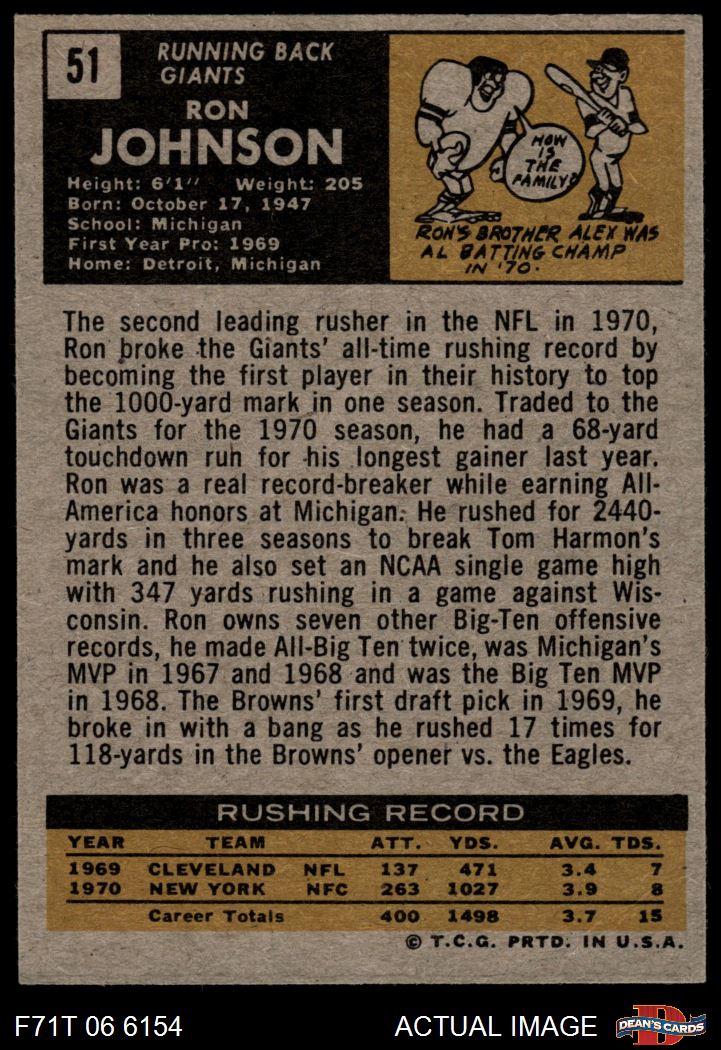 51
RUNNING BACK
GIANTS
RON
JOHNSON
Height: 6'1" Weight: 205
Born: October 17, 1947
School: Michigan
First Year Pro: 1969
Home: Detroit, Michigan
HOW
IS
THE
FAMILY?
RON'S BROTHER ALEX WAS
AL BATTING CHAMP
IN '70.
The second leading rusher in the NFL in 1970,
Ron broke the Giants' all-time rushing record by
becoming the first player in their history to top
the 1000-yard mark in one season. Traded to the
Giants for the 1970 season, he had a 68-yard
touchdown run for his longest gainer last year.
Ron was a real record-breaker while earning All-
America honors at Michigan. He rushed for 2440-
yards in three seasons to break Tom Harmon's
mark and he also set an NCAA single game high
with 347 yards rushing in a game against Wis-
consin. Ron owns seven other Big-Ten offensive
records, he made All-Big Ten twice, was Michigan's
MVP in 1967 and 1968 and was the Big Ten MVP
in 1968. The Browns' first draft pick in 1969, he
broke in with a bang as he rushed 17 times for
118-yards in the Browns' opener vs. the Eagles.
RUSHING RECORD
YEAR TEAM ATT. YDS. AVG. TDS.
1969 CLEVELAND NFL 137 471 3.4 7
1970 NEW YORK NFC 263 1027 3.9 8
Career Totals 400 1498 3.7 15
© T.C.G. PRTD. IN U.S.A.
F71T 06 6154 ACTUAL IMAGE D DEAN'S CARDS